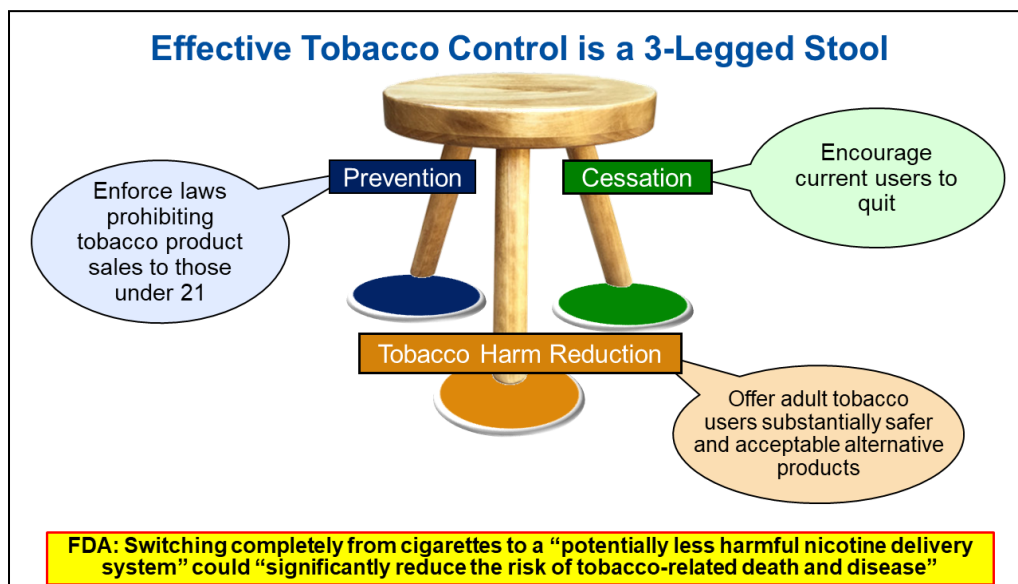 Effective Tobacco Control is a 3-Legged Stool
Prevention
Enforce laws
prohibiting
tobacco product
sales to those
under 21
Cessation
Encourage
current users to
quit
Tobacco Harm Reduction
Offer adult tobacco
users substantially safer
and acceptable alternative
products
FDA: Switching completely from cigarettes to a “potentially less harmful nicotine delivery
system” could “significantly reduce the risk of tobacco-related death and disease”